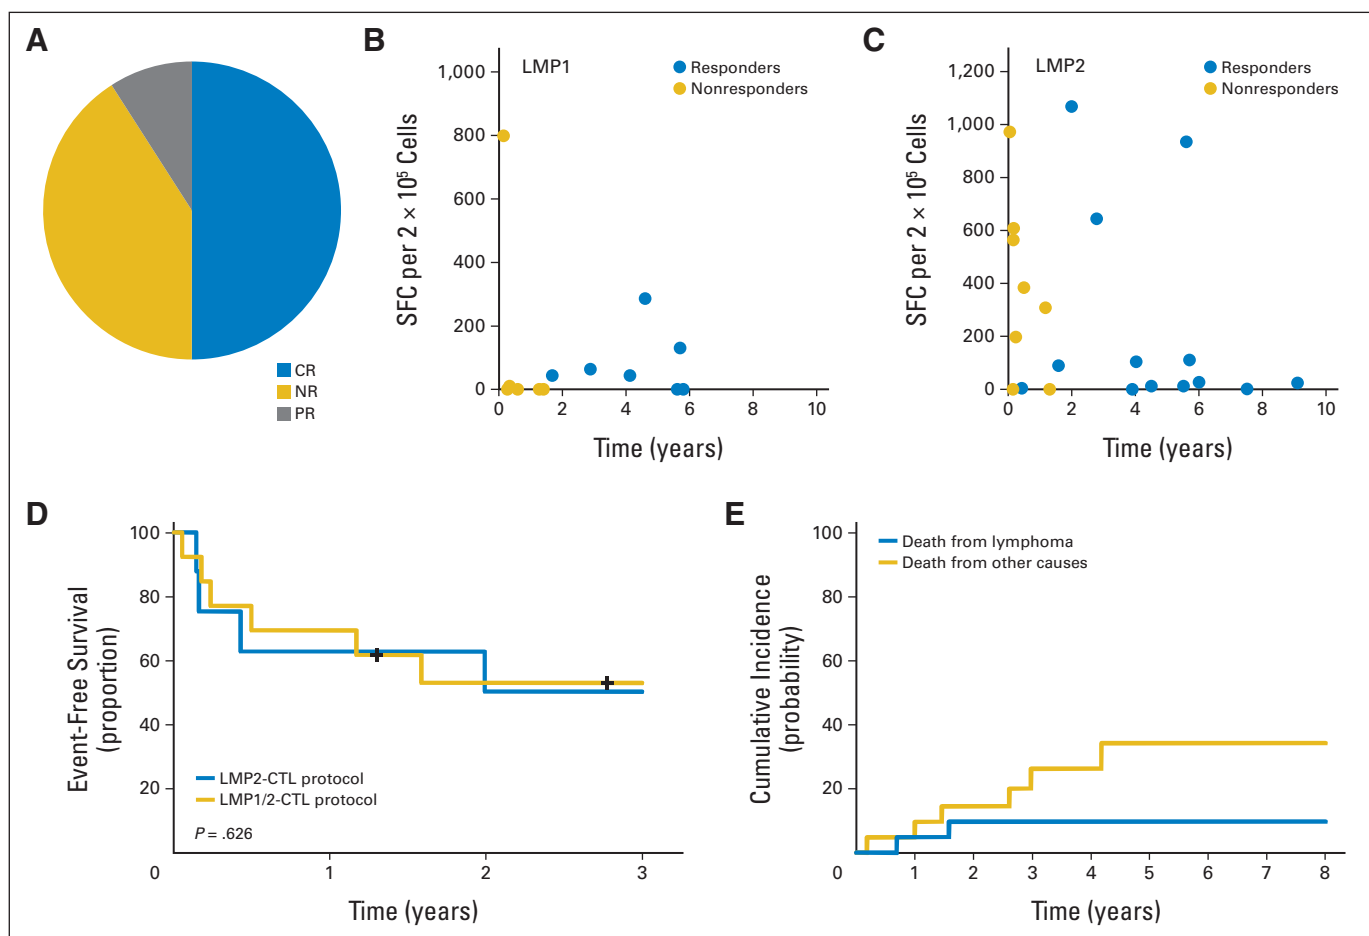 A
CR
NR
PR
B
LMP1
Responders
Nonresponders
SFC per 2 × 10⁵ Cells
1,000
800
600
400
200
0
0 2 4 6 8 10
Time (years)
C
LMP2
Responders
Nonresponders
SFC per 2 × 10⁵ Cells
1,200
1,000
800
600
400
200
0
0 2 4 6 8 10
Time (years)
D
Event-Free Survival
(proportion)
100
80
60
40
20
LMP2-CTL protocol
LMP1/2-CTL protocol
P = .626
0 1 2 3
Time (years)
E
Cumulative Incidence
(probability)
100
80
60
40
20
Death from lymphoma
Death from other causes
0 1 2 3 4 5 6 7 8
Time (years)